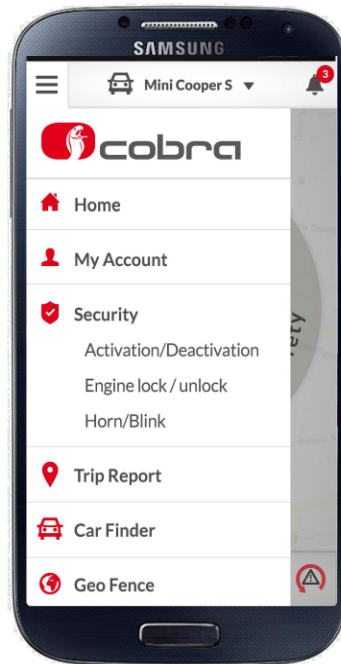 SAMSUNG
Mini Cooper S
3
cobra
Home
My Account
Security
Activation/Deactivation
Engine lock / unlock
Horn/Blink
Trip Report
Car Finder
Geo Fence